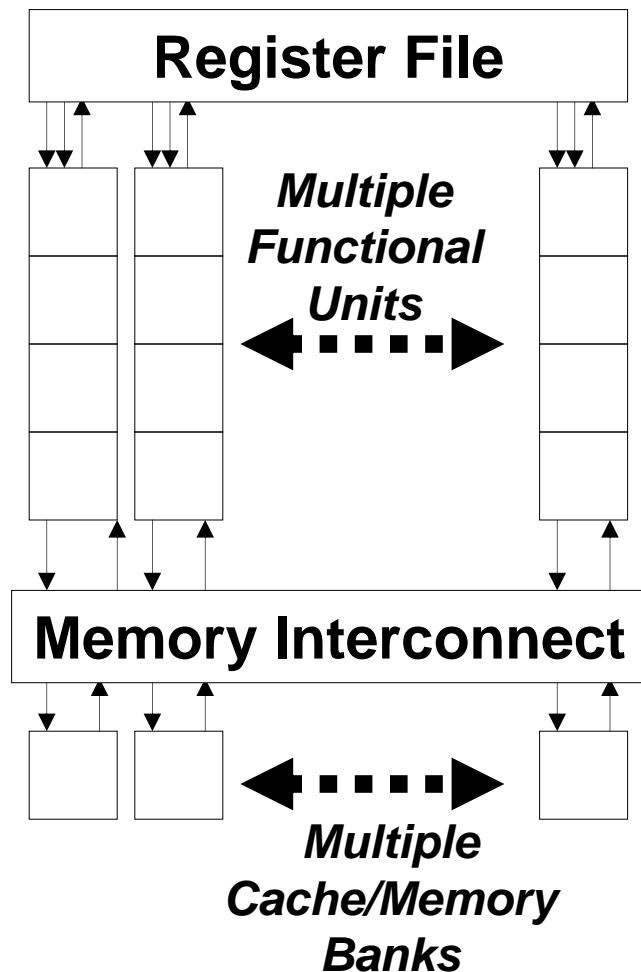 Register File
Multiple
Functional
Units
Memory Interconnect
Multiple
Cache/Memory
Banks